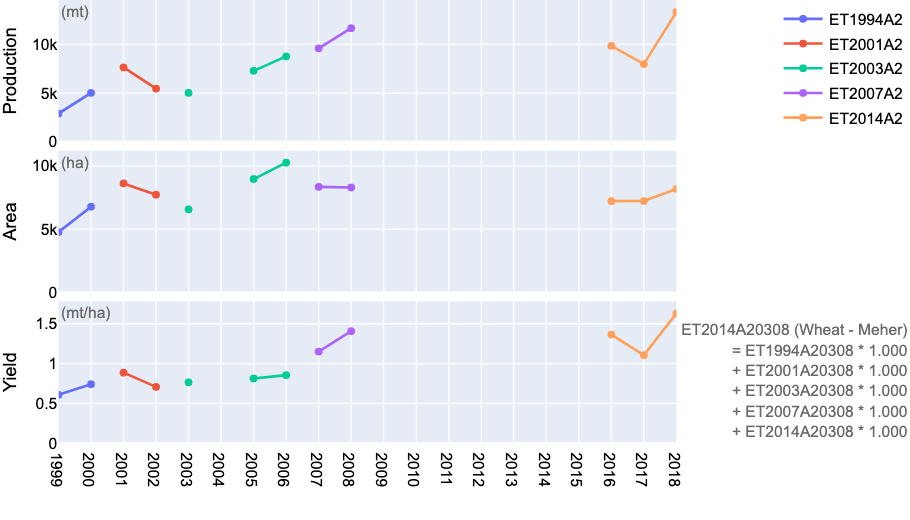 (mt)
Production
10k
5k
0
ET1994A2
ET2001A2
ET2003A2
ET2007A2
ET2014A2
(ha)
Area
10k
5k
0
(mt/ha)
Yield
1.5
1
0.5
0
ET2014A20308 (Wheat - Meher)
= ET1994A20308 * 1.000
+ ET2001A20308 * 1.000
+ ET2003A20308 * 1.000
+ ET2007A20308 * 1.000
+ ET2014A20308 * 1.000
1999
2000
2001
2002
2003
2004
2005
2006
2007
2008
2009
2010
2011
2012
2013
2014
2015
2016
2017
2018